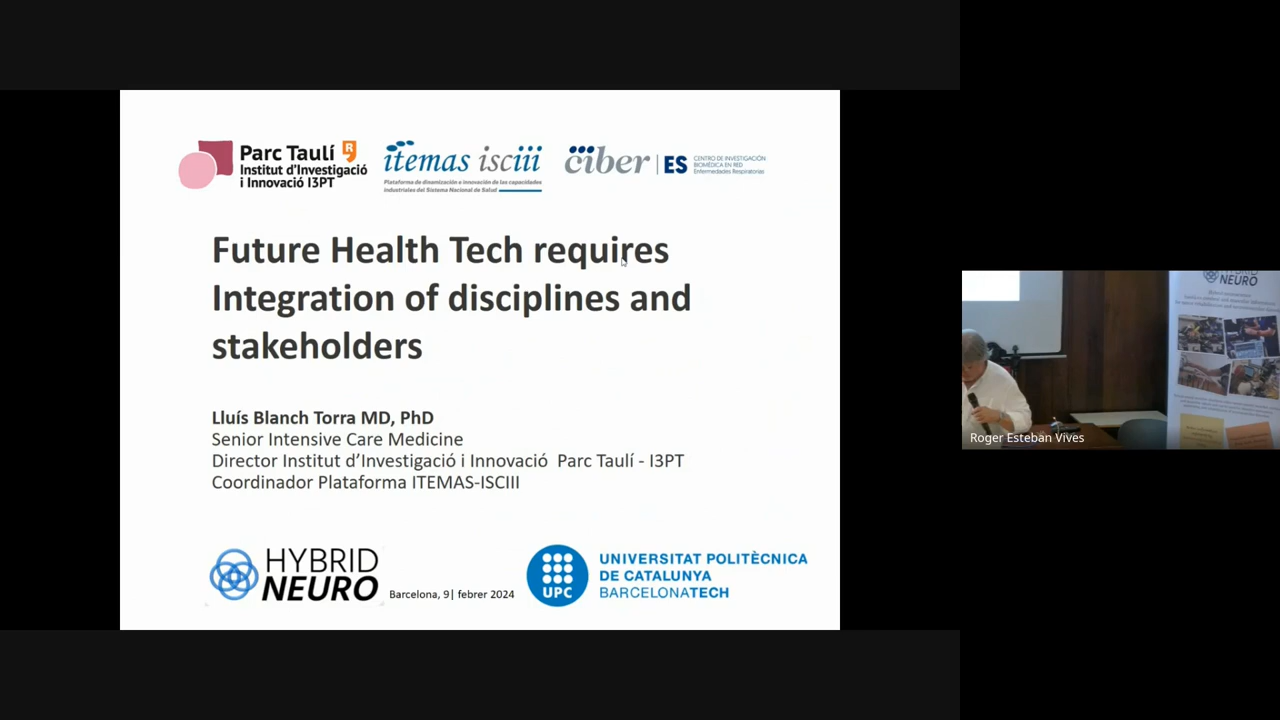 Parc Taulí R
Institut d'Investigació
i Innovació I3PT
itemas isciii
Plataforma de dinamización e innovación de las capacidades
industriales del Sistema Nacional de Salud
ciber | ES
CENTRO DE INVESTIGACIÓN
BIOMÉDICA EN RED
Enfermedades Respiratorias
Future Health Tech requires
Integration of disciplines and
stakeholders
Lluís Blanch Torra MD, PhD
Senior Intensive Care Medicine
Director Institut d'Investigació i Innovació Parc Taulí - I3PT
Coordinador Plataforma ITEMAS-ISCIII
HYBRID
NEURO
Barcelona, 9| febrer 2024
UPC
UNIVERSITAT POLITÈCNICA
DE CATALUNYA
BARCELONATECH
HYBRID
NEURO
Roger Esteban Vives